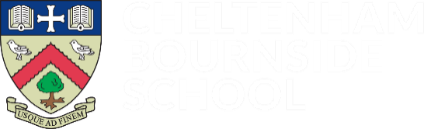 CHELTENHAM
BOURNSIDE
SCHOOL
USQUE AD FINEM